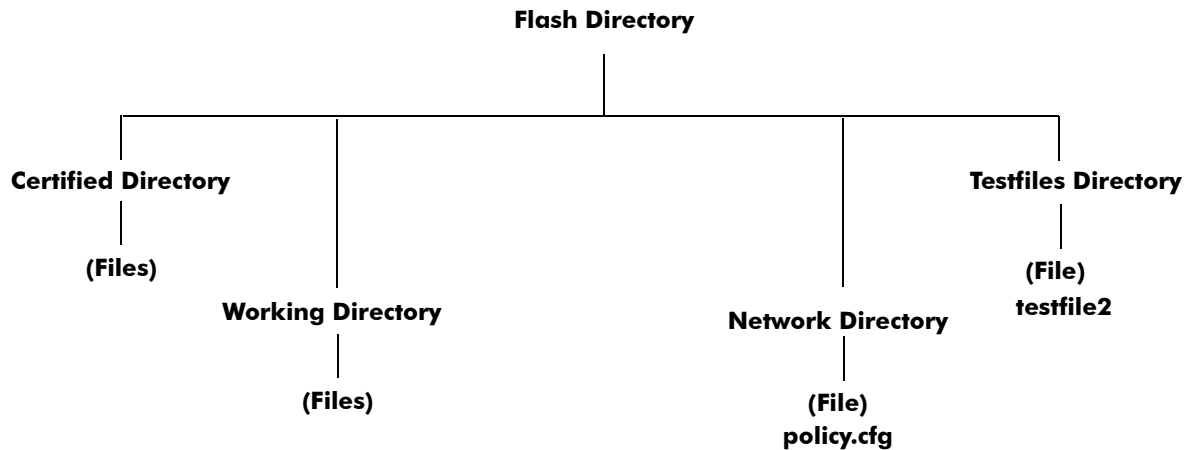 Flash Directory
Certified Directory
(Files)
Working Directory
(Files)
Network Directory
(File)
policy.cfg
Testfiles Directory
(File)
testfile2